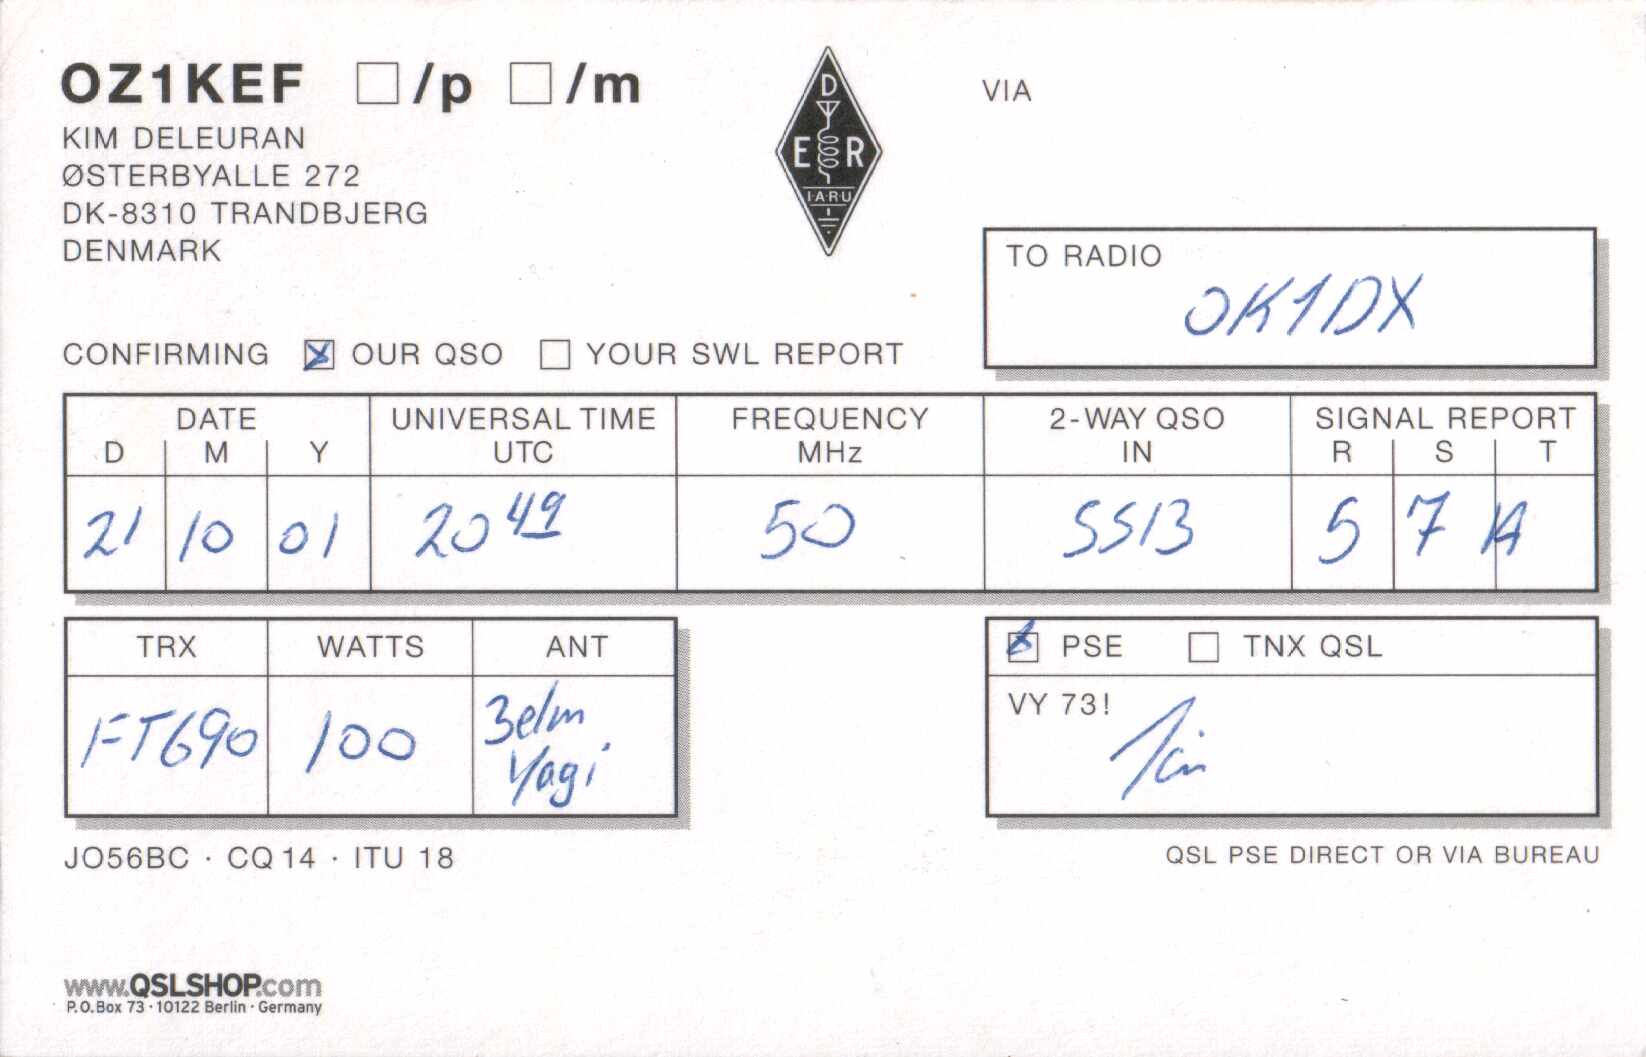 OZ1KEF □/p □/m
KIM DELEURAN
ØSTERBYALLE 272
DK-8310 TRANDBJERG
DENMARK
D
E R
I·A·R·U
VIA
TO RADIO
OK1DX
CONFIRMING ☒ OUR QSO □ YOUR SWL REPORT
DATE UNIVERSAL TIME FREQUENCY 2-WAY QSO SIGNAL REPORT
D M Y UTC MHz IN R S T
21 10 01 20 49 50 SSB 5 7 A
TRX WATTS ANT
FT690 100 3elm
Yagi
☒ PSE □ TNX QSL
VY 73!
Kim
JO56BC · CQ 14 · ITU 18
QSL PSE DIRECT OR VIA BUREAU
www.QSLSHOP.com
P.O.Box 73 · 10122 Berlin · Germany